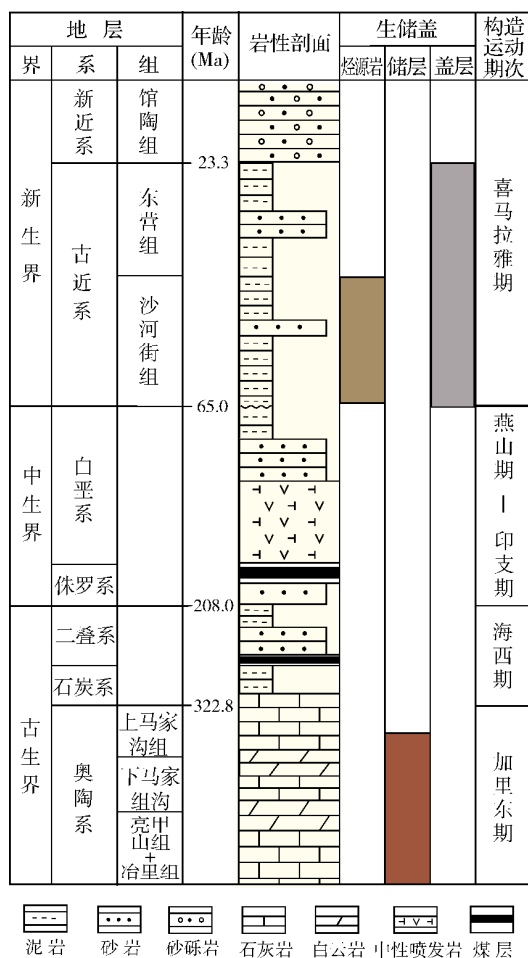 地 层
年龄
(Ma)
岩性剖面
生储盖
构造
运动
期次
界
系
组
烃源岩
储层
盖层
新生界
新近系
馆陶组
23.3
古近系
东营组
沙河街组
喜马拉雅期
65.0
中生界
白垩系
侏罗系
燕山期
—
印支期
208.0
古生界
二叠系
石炭系
海西期
322.8
奥陶系
上马家
沟组
下马家
组沟
亮甲
山组
+
冶里组
加里东期
泥岩
砂岩
砂砾岩
石灰岩
白云岩
中性喷发岩
煤层